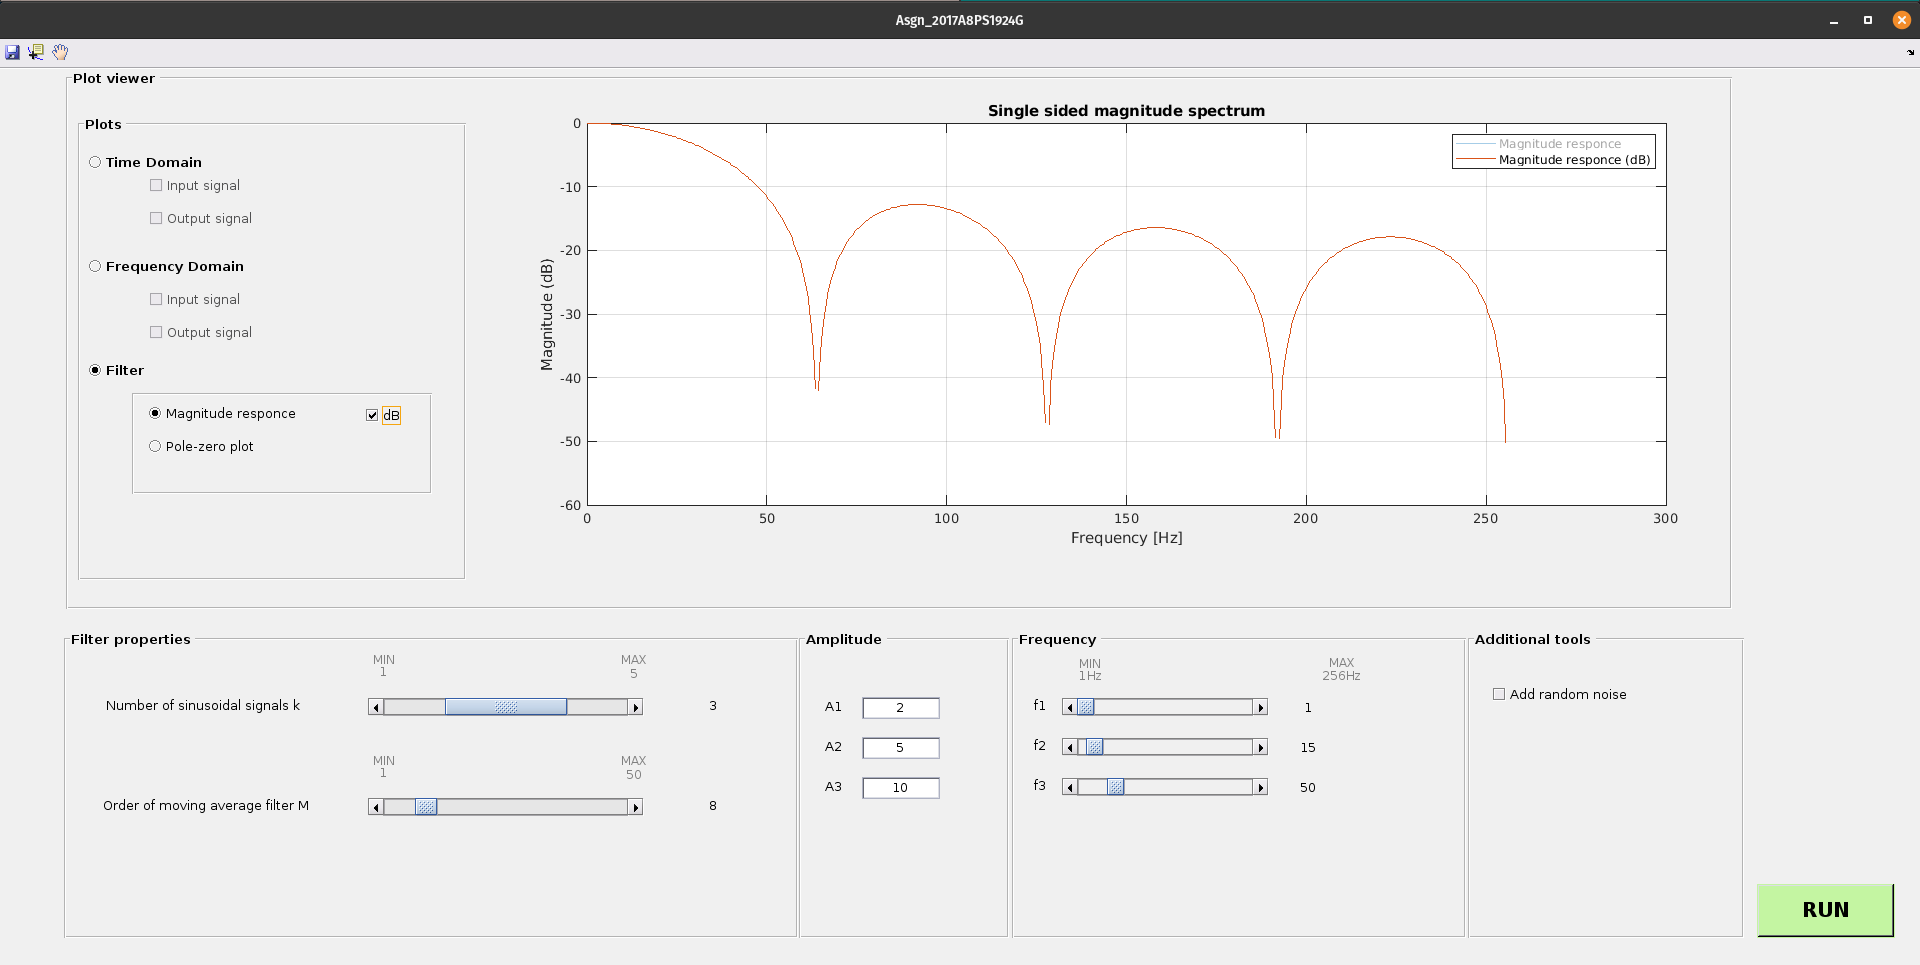 Asgn_2017A8PS1924G
Plot viewer
Plots
Time Domain
Input signal
Output signal
Frequency Domain
Input signal
Output signal
Filter
Magnitude responce
dB
Pole-zero plot
Single sided magnitude spectrum
Magnitude responce
Magnitude responce (dB)
Magnitude (dB)
0
-10
-20
-30
-40
-50
-60
0 50 100 150 200 250 300
Frequency [Hz]
Filter properties
MIN MAX
1 5
Number of sinusoidal signals k 3
MIN MAX
1 50
Order of moving average filter M 8
Amplitude
A1 2
A2 5
A3 10
Frequency
MIN MAX
1Hz 256Hz
f1 1
f2 15
f3 50
Additional tools
Add random noise
RUN